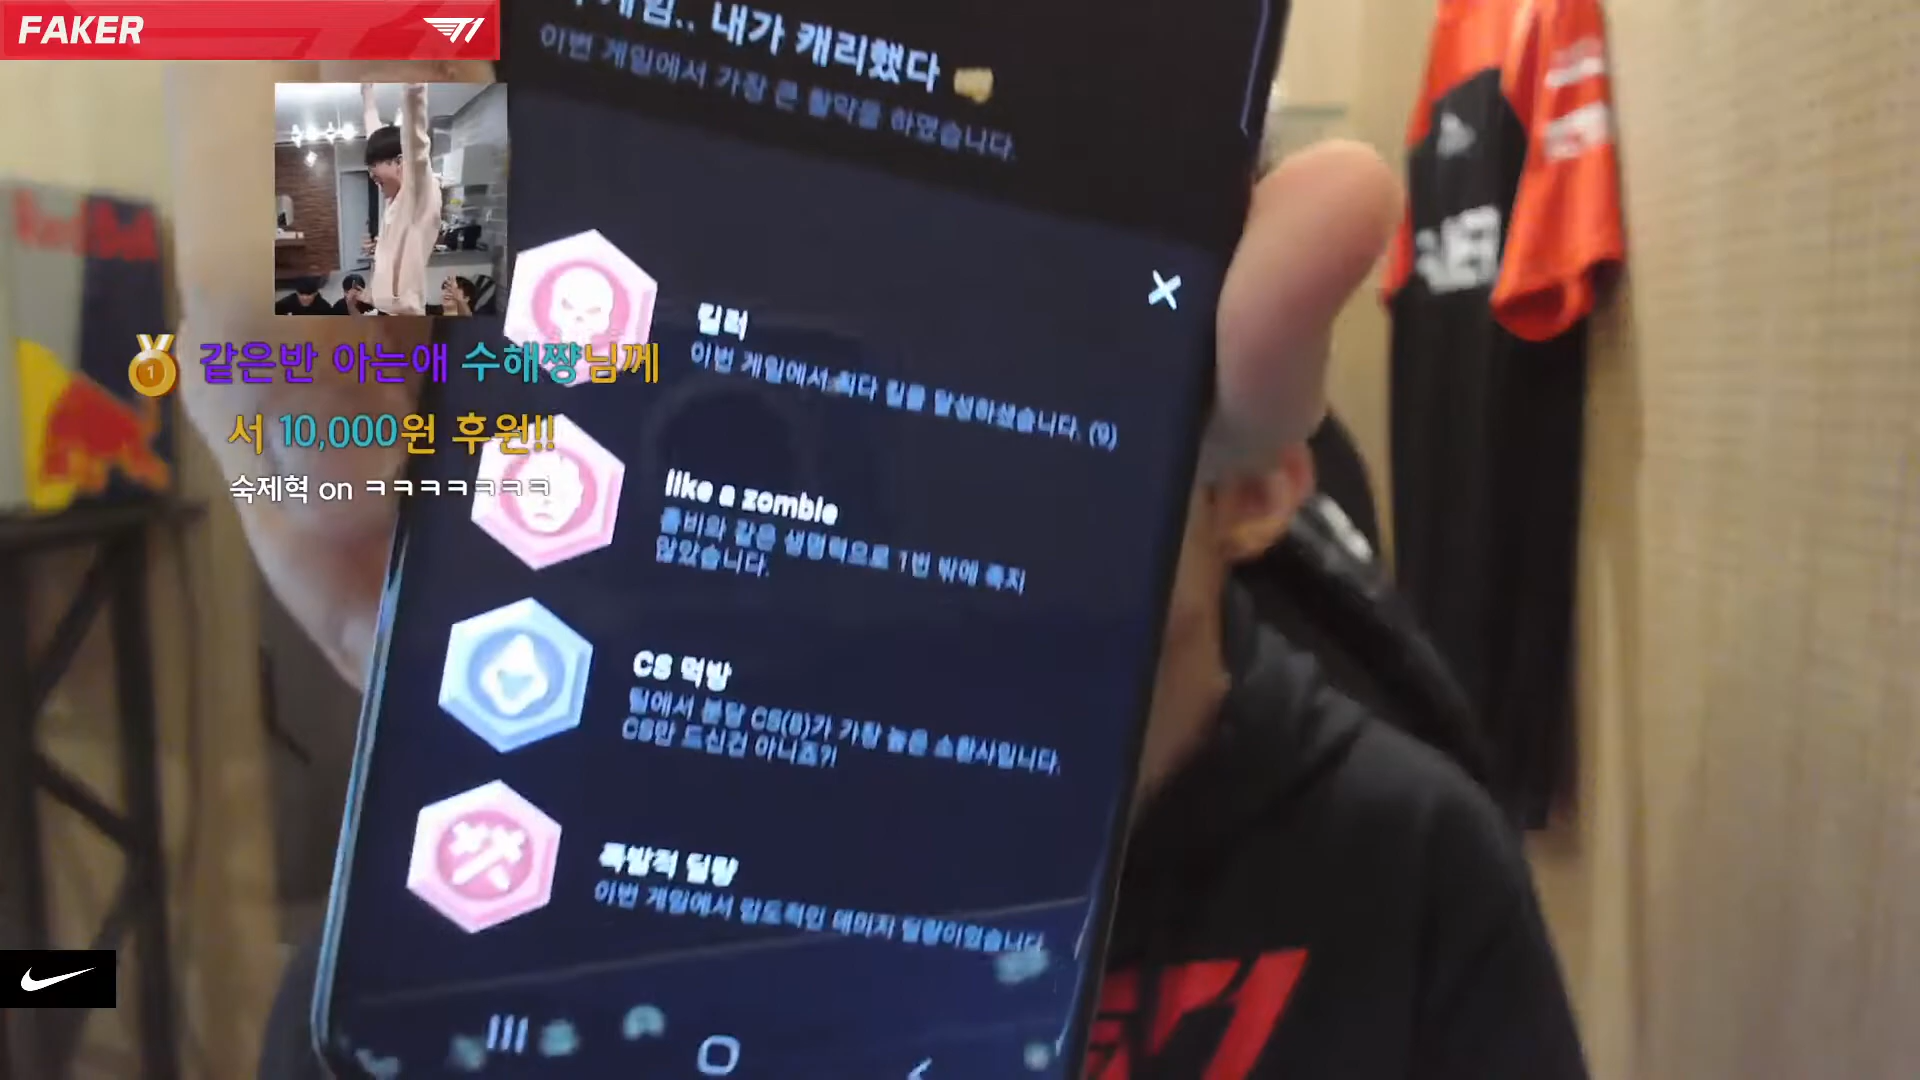 FAKER
T1
게임.. 내가 캐리했다
이번 게임에서 가장 큰 활약을 하였습니다.
킬러
이번 게임에서 최다 킬을 달성하셨습니다. (9)
같은반 아는애 수해짱님께
서 10,000원 후원!!
숙제혁 on ㅋㅋㅋㅋㅋㅋㅋ
like a zombie
좀비와 같은 생명력으로 1번 밖에 죽지
않았습니다.
CS 먹방
팀에서 분당 CS(8)가 가장 높은 소환사입니다.
CS만 드신건 아니죠?!
폭발적 딜량
이번 게임에서 압도적인 데미지 딜량이었습니다.
Red Bull
T1